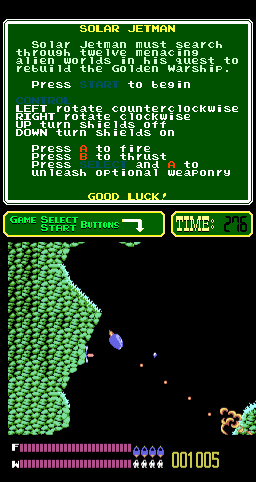 SOLAR JETMAN
Solar Jetman must search
through twelve menacing
alien worlds in his quest to
rebuild the Golden Warship.
Press START to begin
CONTROL
LEFT rotate counterclockwise
RIGHT rotate clockwise
UP turn shields off
DOWN turn shields on
Press A to fire
Press B to thrust
Press SELECT and A to
unleash optional weaponry
GOOD LUCK!
GAME SELECT
START BUTTONS
TIME: 276
F
W
001005